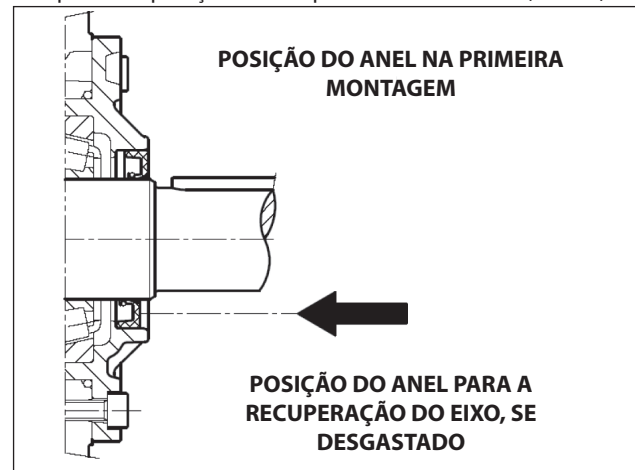 POSIÇÃO DO ANEL NA PRIMEIRA
MONTAGEM
POSIÇÃO DO ANEL PARA A
RECUPERAÇÃO DO EIXO, SE
DESGASTADO